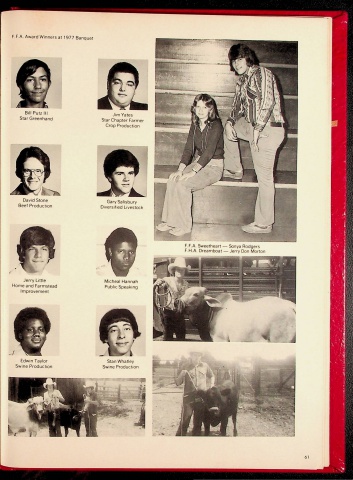 F.F.A. Award Winners at 1977 Banquet
Bill Putz III
Star Greenhand
Jim Yates
Star Chapter Farmer
Crop Production
David Stone
Beef Production
Gary Salsbury
Diversified Livestock
F.F.A. Sweetheart — Sonya Rodgers
F.H.A. Dreamboat — Jerry Don Morton
Jerry Little
Home and Farmstead
Improvement
Micheal Hannah
Public Speaking
Edwin Taylor
Swine Production
Stan Whatley
Swine Production
61